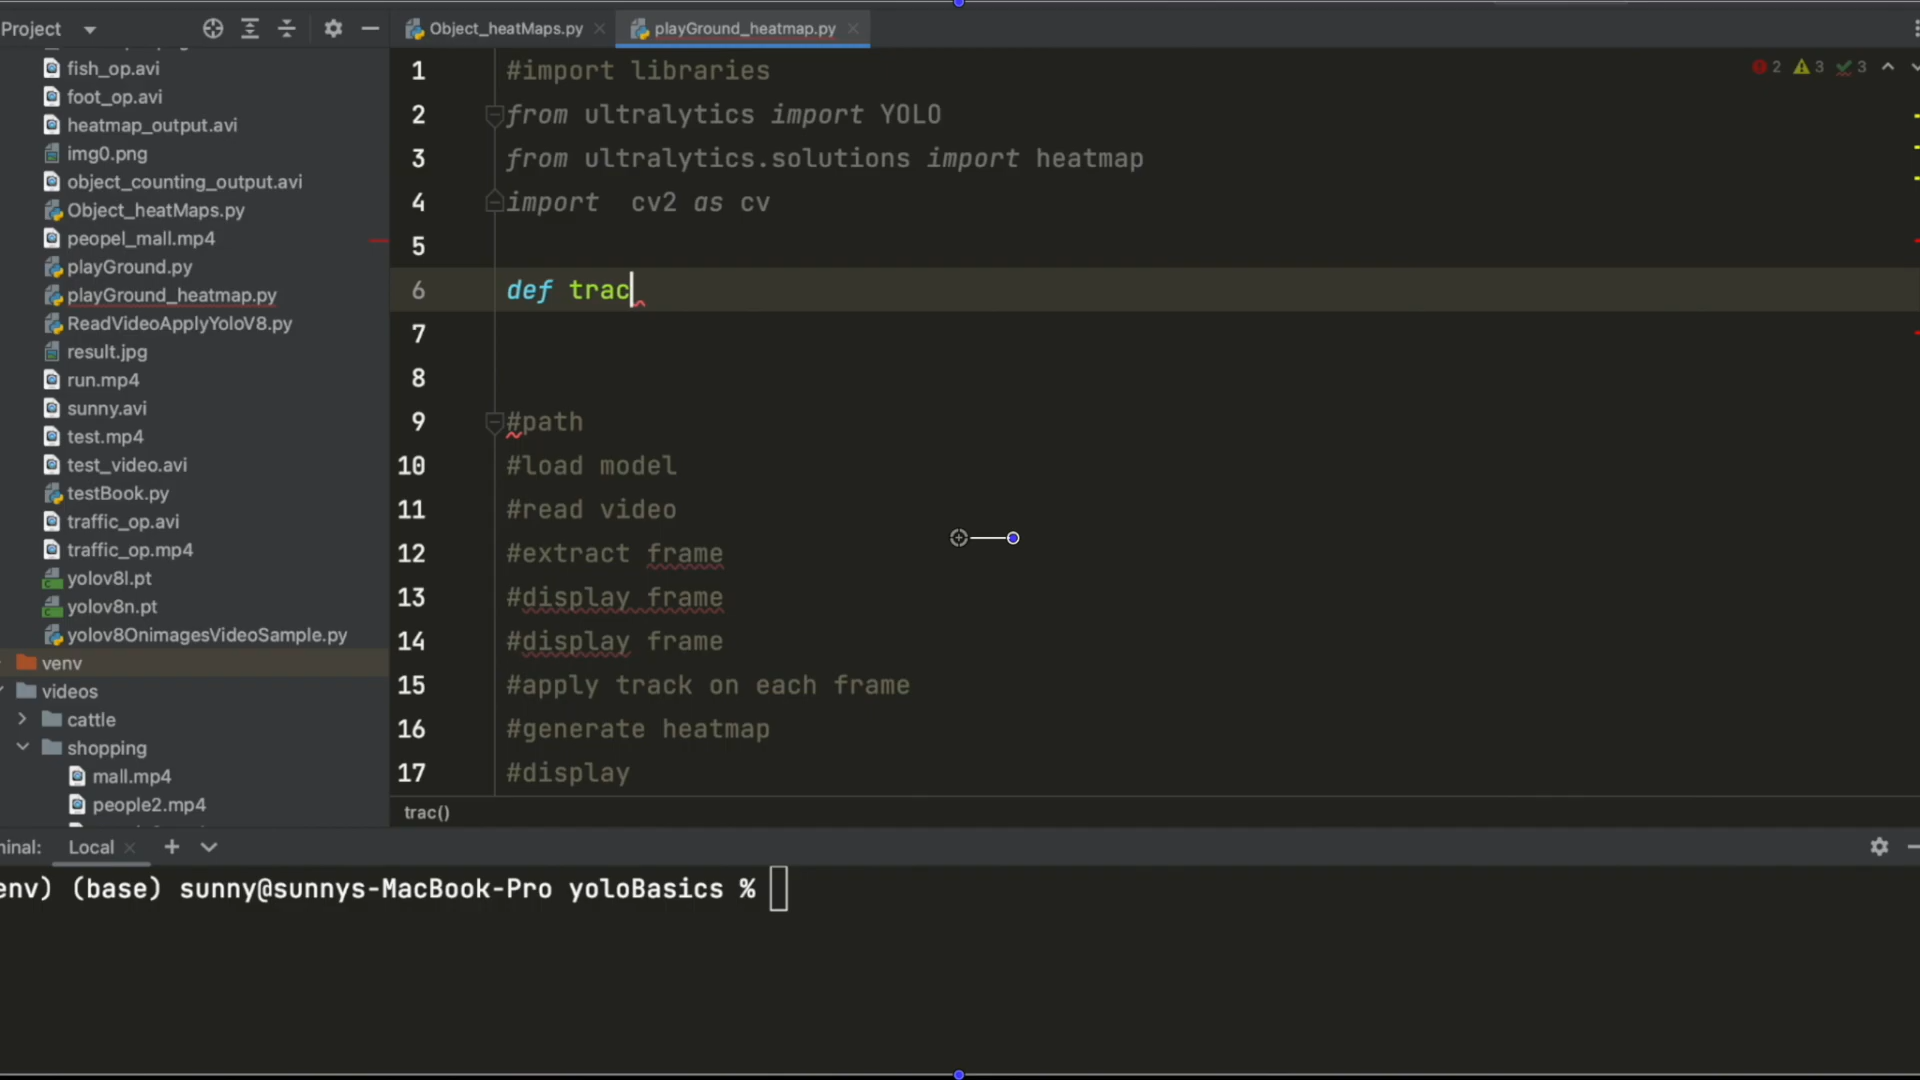 Project
Object_heatMaps.py
playGround_heatmap.py
fish_op.avi
foot_op.avi
heatmap_output.avi
img0.png
object_counting_output.avi
Object_heatMaps.py
peopel_mall.mp4
playGround.py
playGround_heatmap.py
ReadVideoApplyYoloV8.py
result.jpg
run.mp4
sunny.avi
test.mp4
test_video.avi
testBook.py
traffic_op.avi
traffic_op.mp4
yolov8l.pt
yolov8n.pt
yolov8OnimagesVideoSample.py
venv
videos
cattle
shopping
mall.mp4
people2.mp4
2 3 3
1 #import libraries
2 from ultralytics import YOLO
3 from ultralytics.solutions import heatmap
4 import  cv2 as cv
5
6 def trac
7
8
9 #path
10 #load model
11 #read video
12 #extract frame
13 #display frame
14 #display frame
15 #apply track on each frame
16 #generate heatmap
17 #display
trac()
minal: Local
env) (base) sunny@sunnys-MacBook-Pro yoloBasics %